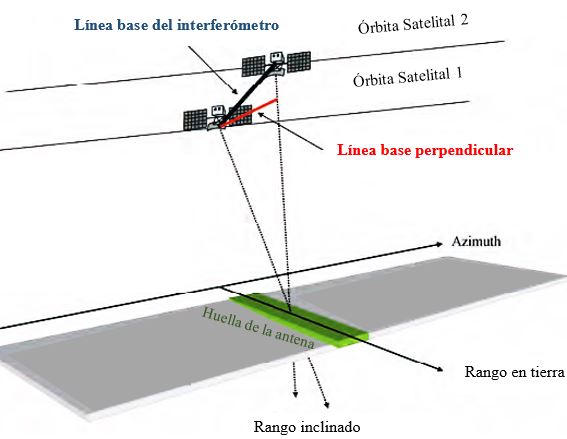 Línea base del interferómetro
Órbita Satelital 2
Órbita Satelital 1
Línea base perpendicular
Azimuth
Huella de la antena
Rango en tierra
Rango inclinado